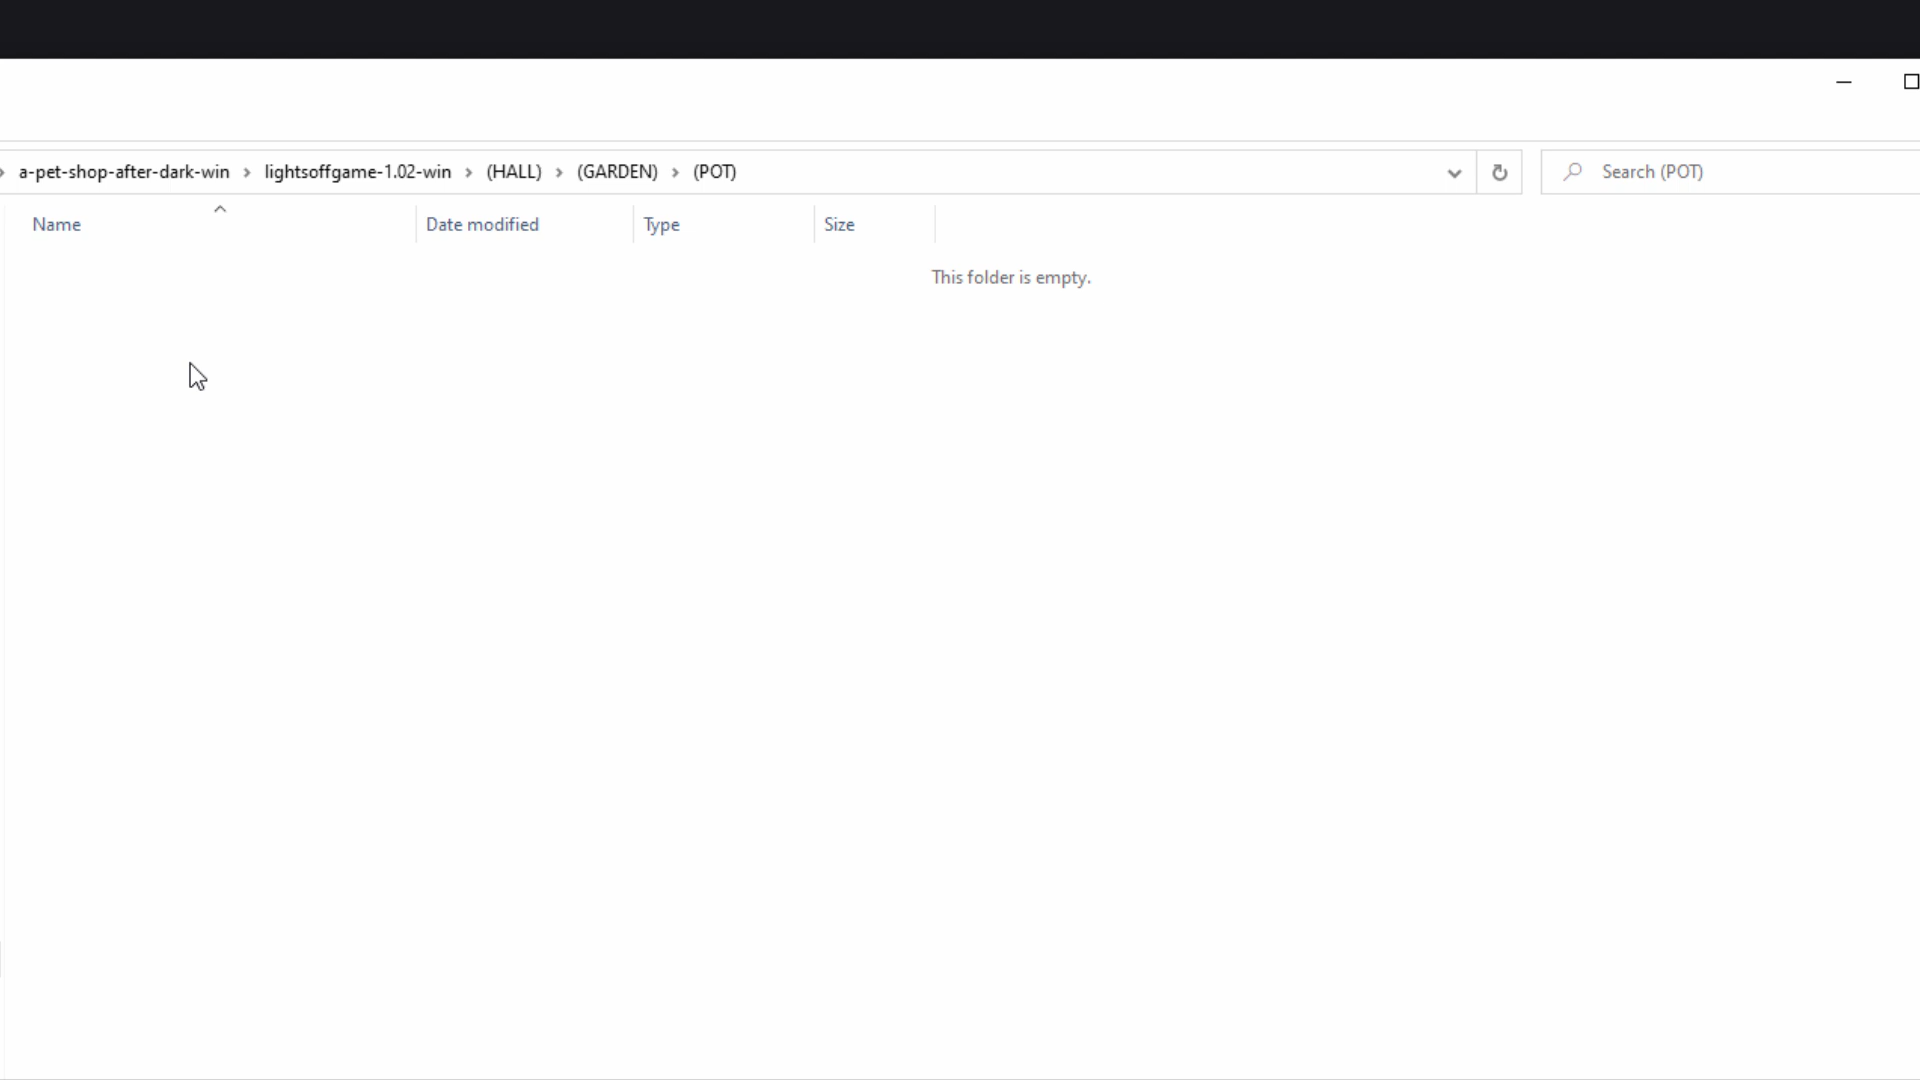 a-pet-shop-after-dark-win › lightsoffgame-1.02-win › (HALL) › (GARDEN) › (POT)
Search (POT)
Name Date modified Type Size
This folder is empty.